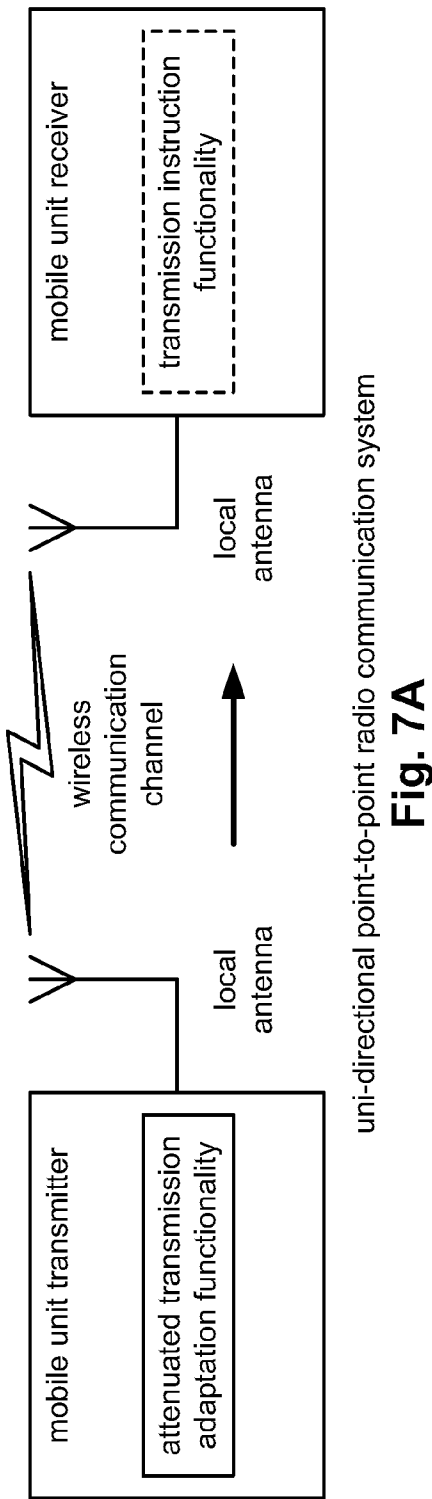 mobile unit transmitter
attenuated transmission
adaptation functionality
local
antenna
wireless
communication
channel
local
antenna
mobile unit receiver
transmission instruction
functionality
uni-directional point-to-point radio communication system
Fig. 7A